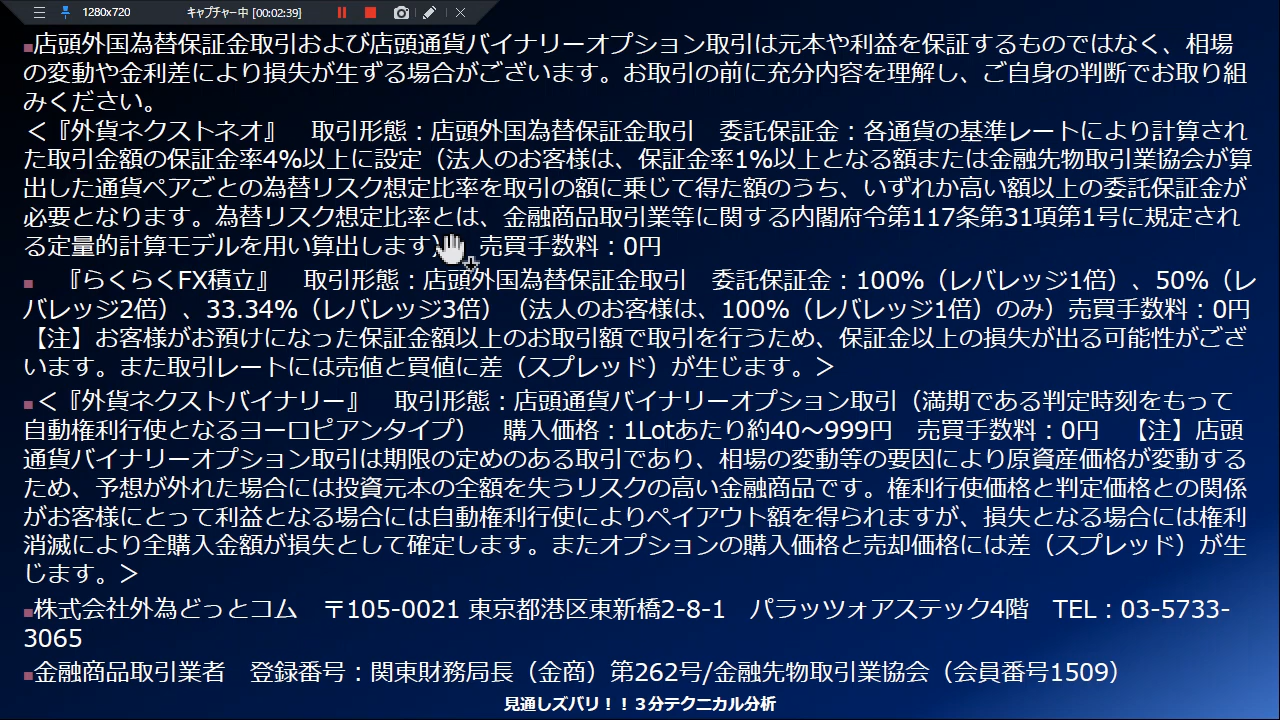 1280x720 キャプチャー中 [00:02:39]
■店頭外国為替保証金取引および店頭通貨バイナリーオプション取引は元本や利益を保証するものではなく、相場
の変動や金利差により損失が生ずる場合がございます。お取引の前に充分内容を理解し、ご自身の判断でお取り組
みください。
＜『外貨ネクストネオ』　取引形態：店頭外国為替保証金取引　委託保証金：各通貨の基準レートにより計算され
た取引金額の保証金率4%以上に設定（法人のお客様は、保証金率1%以上となる額または金融先物取引業協会が算
出した通貨ペアごとの為替リスク想定比率を取引の額に乗じて得た額のうち、いずれか高い額以上の委託保証金が
必要となります。為替リスク想定比率とは、金融商品取引業等に関する内閣府令第117条第31項第1号に規定され
る定量的計算モデルを用い算出します）　売買手数料：0円
■　『らくらくFX積立』　取引形態：店頭外国為替保証金取引　委託保証金：100%（レバレッジ1倍）、50%（レ
バレッジ2倍）、33.34%（レバレッジ3倍）（法人のお客様は、100%（レバレッジ1倍）のみ）売買手数料：0円
【注】お客様がお預けになった保証金額以上のお取引額で取引を行うため、保証金以上の損失が出る可能性がござ
います。また取引レートには売値と買値に差（スプレッド）が生じます。＞
■＜『外貨ネクストバイナリー』　取引形態：店頭通貨バイナリーオプション取引（満期である判定時刻をもって
自動権利行使となるヨーロピアンタイプ）　購入価格：1Lotあたり約40～999円　売買手数料：0円　【注】店頭
通貨バイナリーオプション取引は期限の定めのある取引であり、相場の変動等の要因により原資産価格が変動する
ため、予想が外れた場合には投資元本の全額を失うリスクの高い金融商品です。権利行使価格と判定価格との関係
がお客様にとって利益となる場合には自動権利行使によりペイアウト額を得られますが、損失となる場合には権利
消滅により全購入金額が損失として確定します。またオプションの購入価格と売却価格には差（スプレッド）が生
じます。＞
■株式会社外為どっとコム　〒105-0021 東京都港区東新橋2-8-1　パラッツォアステック4階　TEL：03-5733-
3065
■金融商品取引業者　登録番号：関東財務局長（金商）第262号/金融先物取引業協会（会員番号1509）
見通しズバリ！！３分テクニカル分析